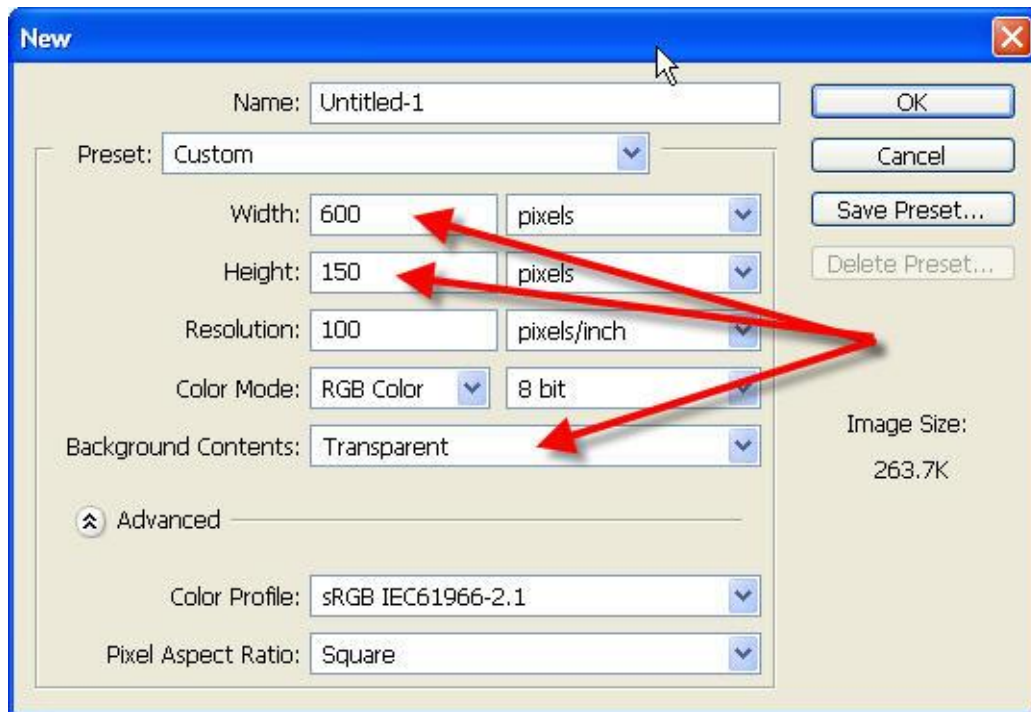 New
Name: Untitled-1
OK
Preset: Custom
Cancel
Width: 600 pixels
Save Preset...
Height: 150 pixels
Delete Preset...
Resolution: 100 pixels/inch
Color Mode: RGB Color 8 bit
Background Contents: Transparent
Image Size:
263.7K
Advanced
Color Profile: sRGB IEC61966-2.1
Pixel Aspect Ratio: Square